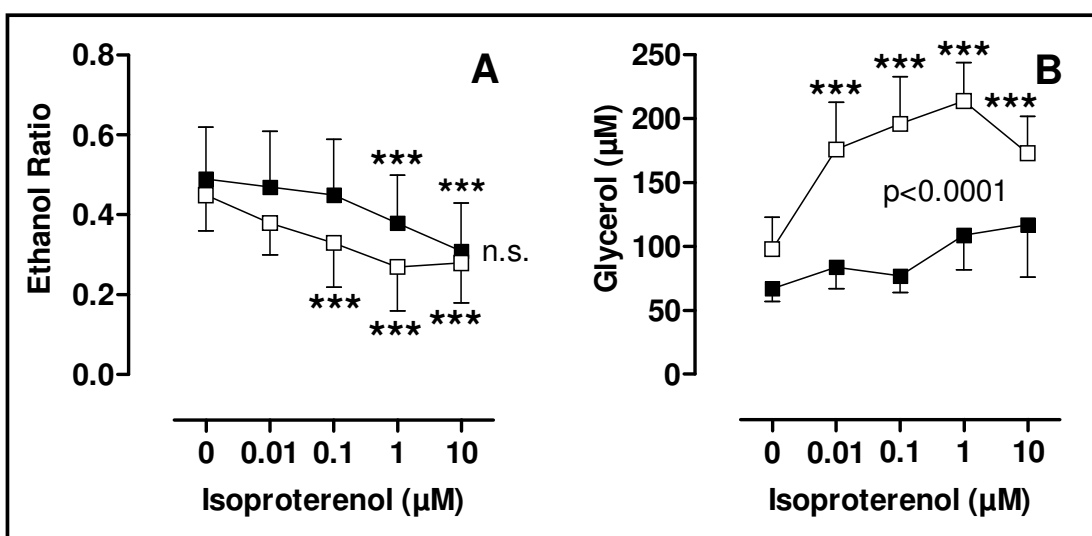 A
Ethanol Ratio
0.8
0.6
0.4
0.2
0.0
***
***
n.s.
***
***
***
0 0.01 0.1 1 10
Isoproterenol (µM)
B
Glycerol (µM)
250
200
150
100
50
0
***
***
***
***
p<0.0001
0 0.01 0.1 1 10
Isoproterenol (µM)